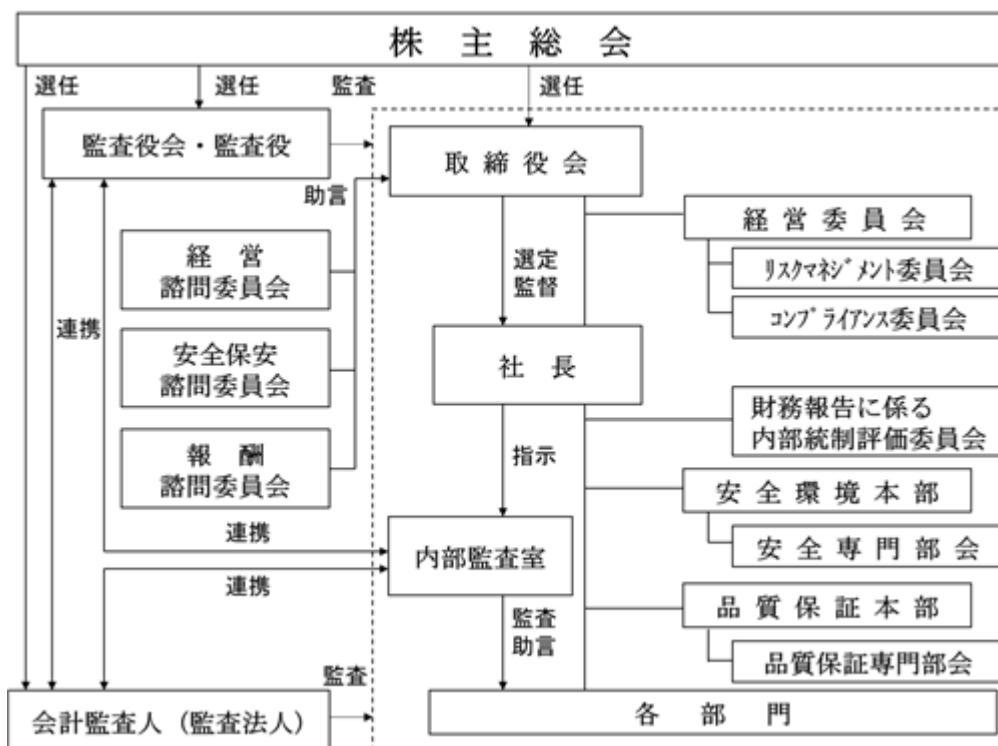 株主総会
選任
選任
監査
選任
監査役会・監査役
取締役会
助言
経営委員会
経営
諮問委員会
選定
監督
ﾘｽｸﾏﾈｼﾞﾒﾝﾄ委員会
ｺﾝﾌﾟﾗｲｱﾝｽ委員会
連携
安全保安
諮問委員会
社長
財務報告に係る
内部統制評価委員会
報酬
諮問委員会
指示
安全環境本部
連携
内部監査室
安全専門部会
連携
監査
助言
品質保証本部
品質保証専門部会
監査
会計監査人（監査法人）
各部門